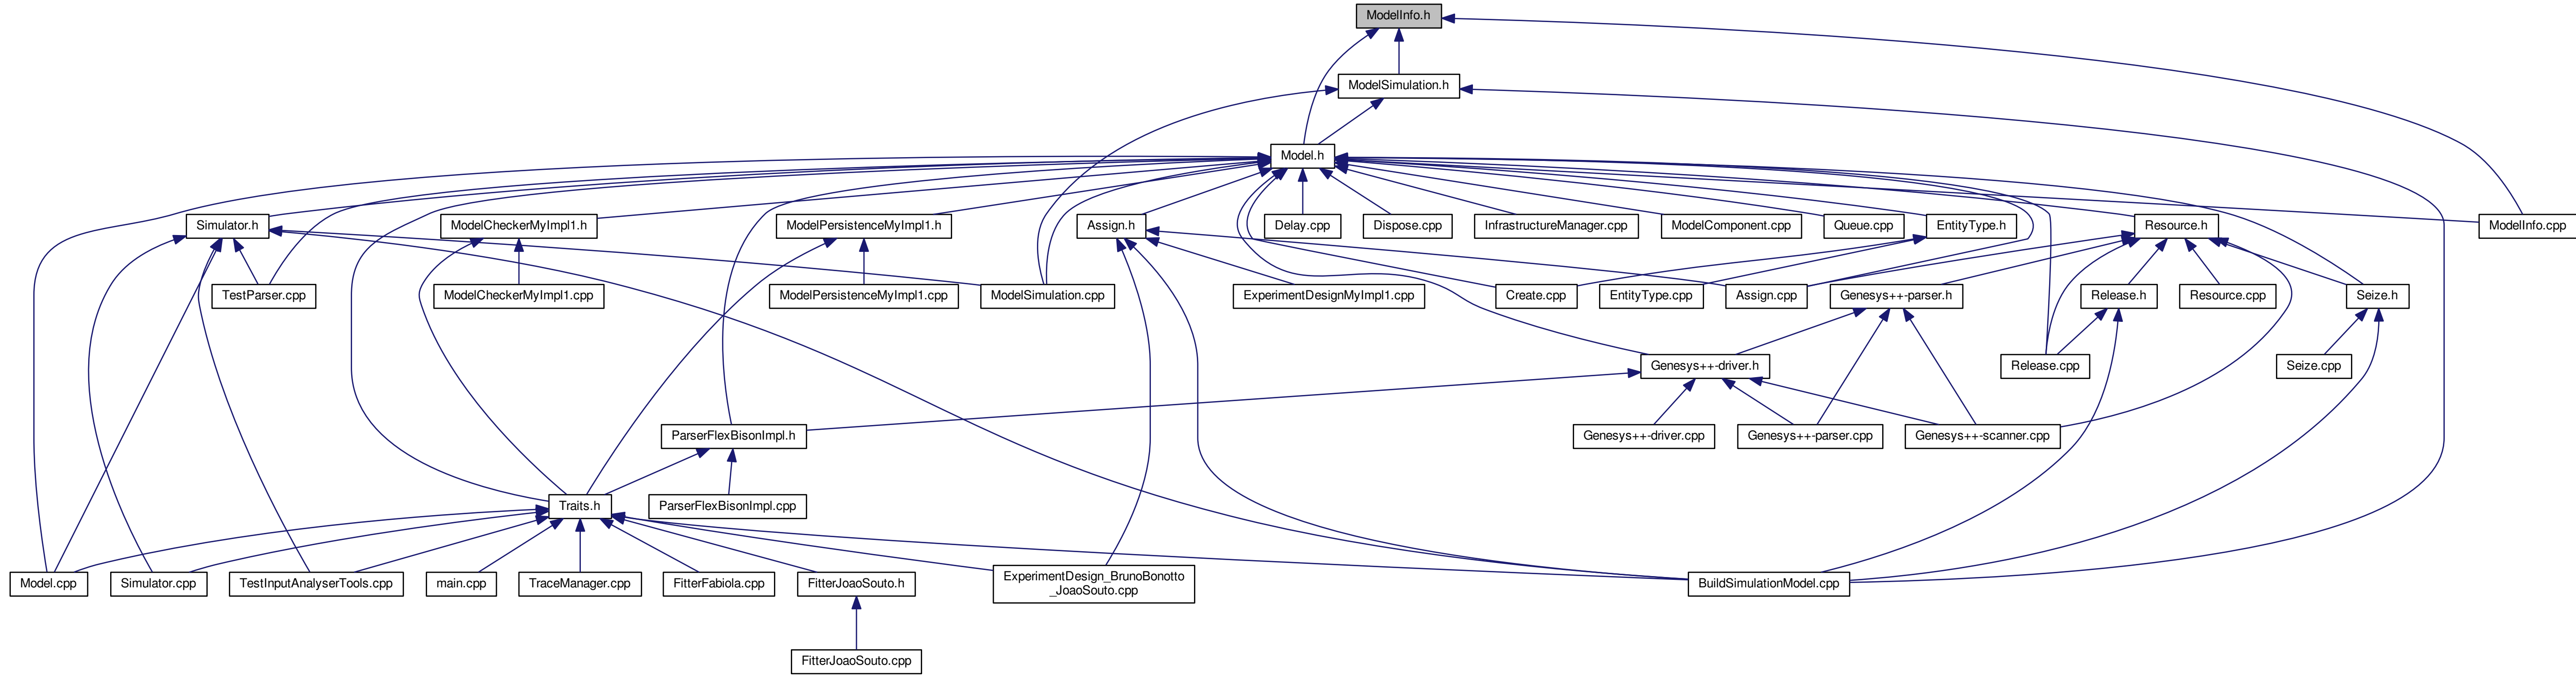 ModelInfo.h
ModelSimulation.h
Model.h
Simulator.h
ModelCheckerMyImpl1.h
ModelPersistenceMyImpl1.h
Assign.h
Delay.cpp
Dispose.cpp
InfrastructureManager.cpp
ModelComponent.cpp
Queue.cpp
EntityType.h
Resource.h
ModelInfo.cpp
TestParser.cpp
ModelCheckerMyImpl1.cpp
ModelPersistenceMyImpl1.cpp
ModelSimulation.cpp
ExperimentDesignMyImpl1.cpp
Create.cpp
EntityType.cpp
Assign.cpp
Genesys++-parser.h
Release.h
Resource.cpp
Seize.h
Genesys++-driver.h
Release.cpp
Seize.cpp
ParserFlexBisonImpl.h
Genesys++-driver.cpp
Genesys++-parser.cpp
Genesys++-scanner.cpp
Traits.h
ParserFlexBisonImpl.cpp
Model.cpp
Simulator.cpp
TestInputAnalyserTools.cpp
main.cpp
TraceManager.cpp
FitterFabiola.cpp
FitterJoaoSouto.h
ExperimentDesign_BrunoBonotto
_JoaoSouto.cpp
BuildSimulationModel.cpp
FitterJoaoSouto.cpp